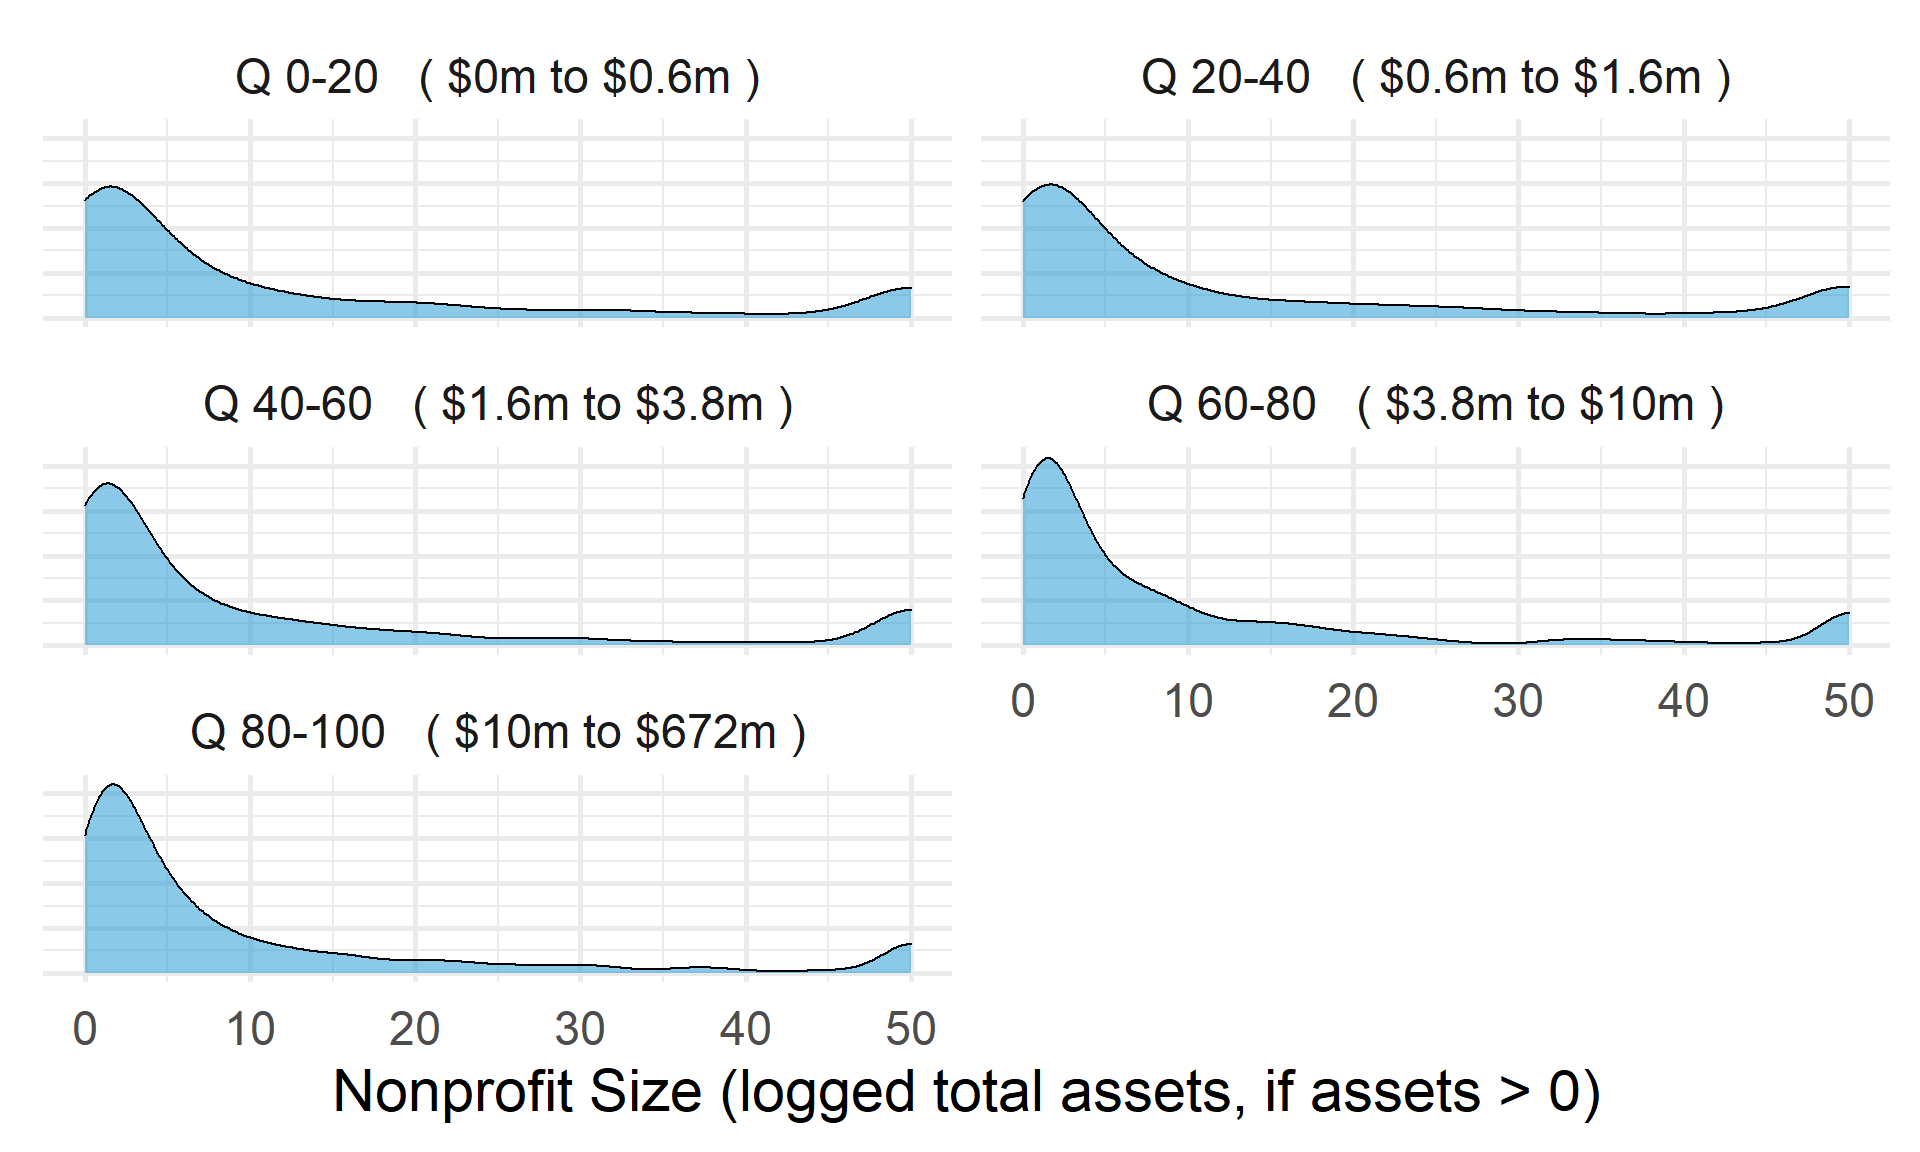 Q 0-20 ( $0m to $0.6m )
Q 20-40 ( $0.6m to $1.6m )
Q 40-60 ( $1.6m to $3.8m )
Q 60-80 ( $3.8m to $10m )
0 10 20 30 40 50
Q 80-100 ( $10m to $672m )
0 10 20 30 40 50
Nonprofit Size (logged total assets, if assets > 0)